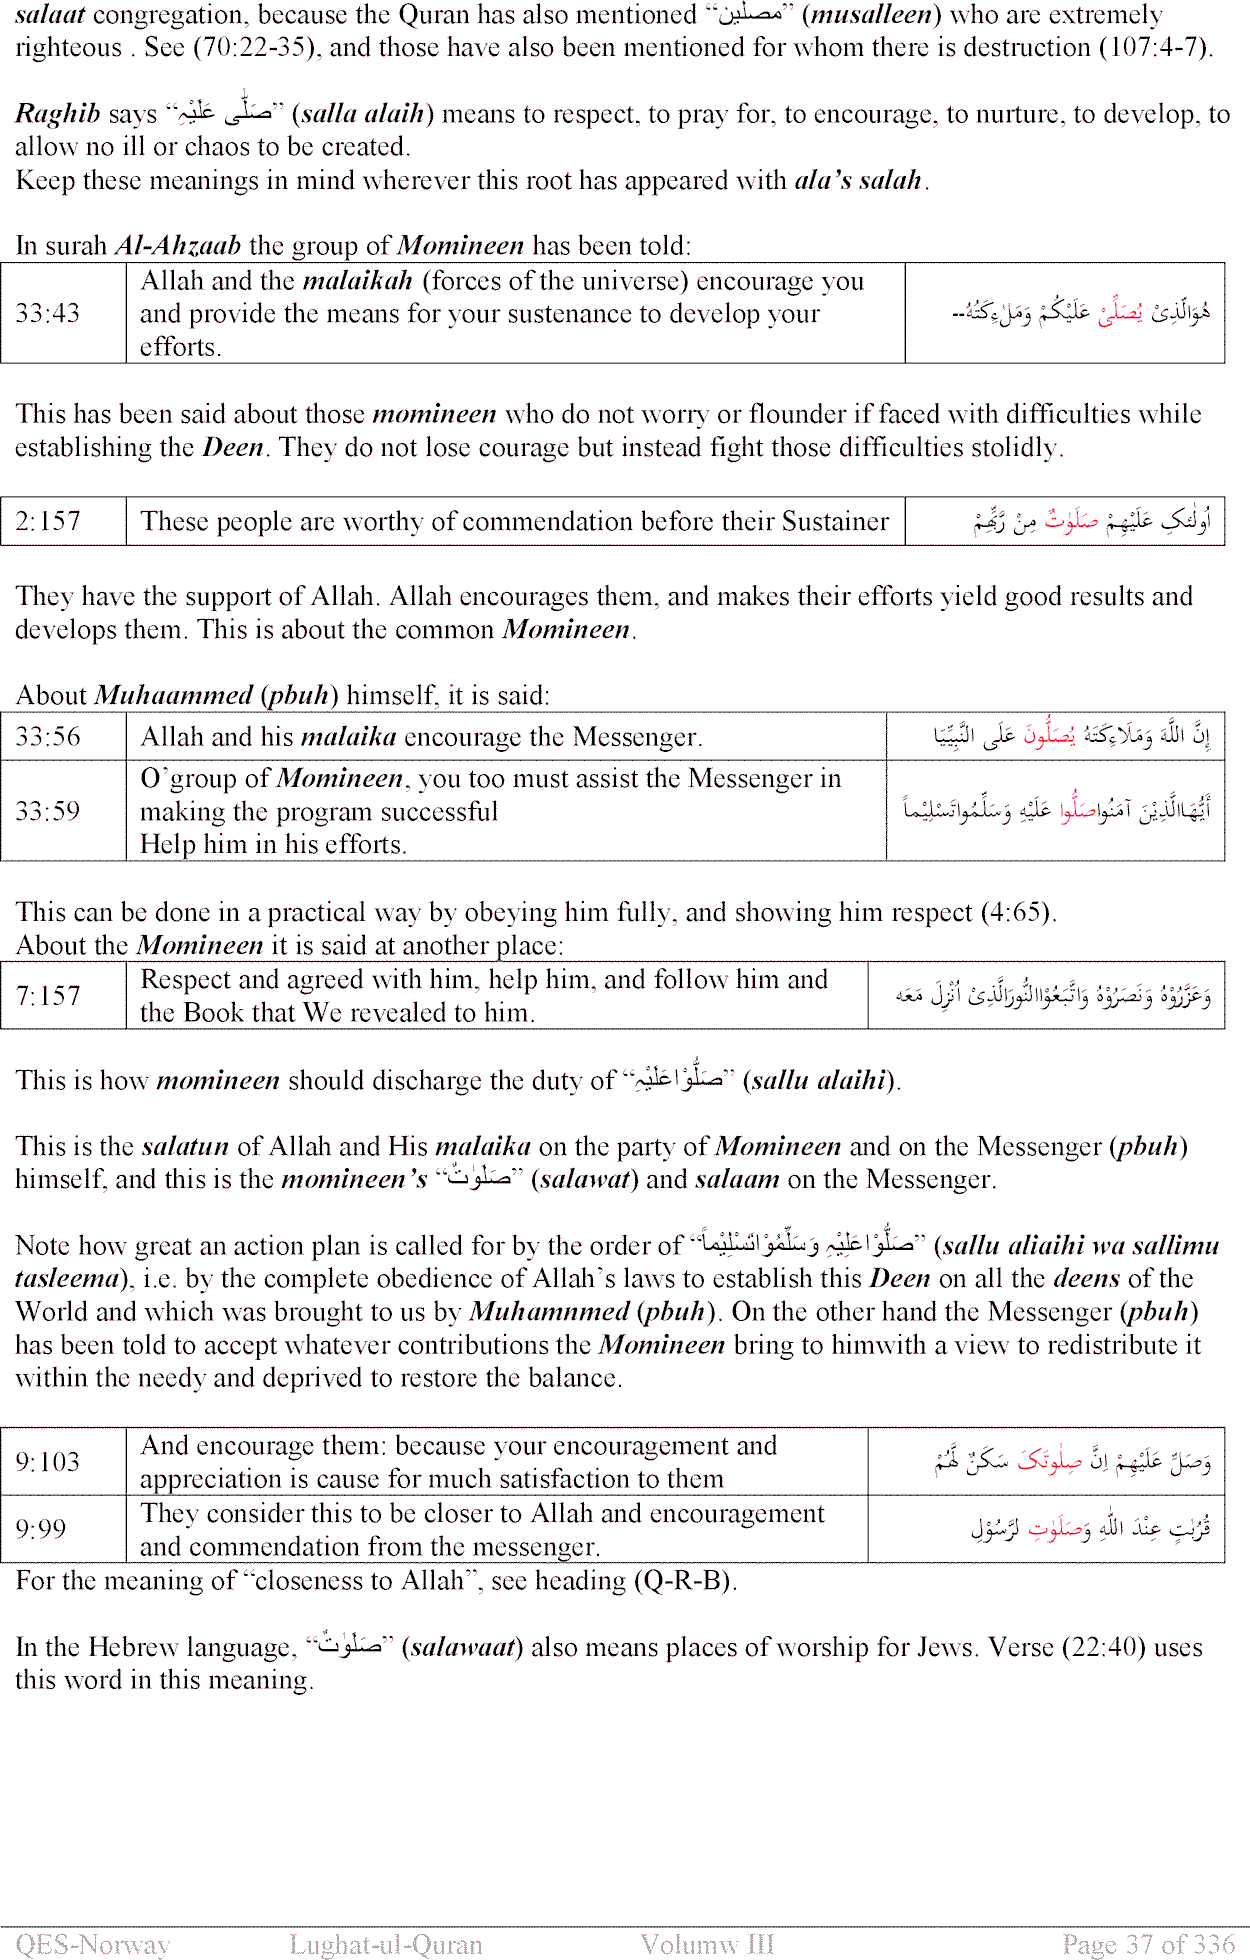 salaat congregation, because the Quran has also mentioned “مصلّین” (musalleen) who are extremely
righteous . See (70:22-35), and those have also been mentioned for whom there is destruction (107:4-7).
Raghib says “صَلّٰی عَلَیْہِ” (salla alaih) means to respect, to pray for, to encourage, to nurture, to develop, to
allow no ill or chaos to be created.
Keep these meanings in mind wherever this root has appeared with ala’s salah.
In surah Al-Ahzaab the group of Momineen has been told:
33:43
Allah and the malaikah (forces of the universe) encourage you
and provide the means for your sustenance to develop your
efforts.
هُوَالَّذِیْ یُصَلِّیْ عَلَیْکُمْ وَمَلٰءِکَتُهُ--
This has been said about those momineen who do not worry or flounder if faced with difficulties while
establishing the Deen. They do not lose courage but instead fight those difficulties stolidly.
2:157
These people are worthy of commendation before their Sustainer
اُولٰئکِ عَلَیْهِمْ صَلَوٰتٌ مِنْ رَّبِّهِمْ
They have the support of Allah. Allah encourages them, and makes their efforts yield good results and
develops them. This is about the common Momineen.
About Muhaammed (pbuh) himself, it is said:
33:56
Allah and his malaika encourage the Messenger.
إِنَّ اللَّهَ وَمَلَاءِکَتَهُ یُصَلُّونَ عَلَی النَّبِیِّیَا
33:59
O’group of Momineen, you too must assist the Messenger in
making the program successful
Help him in his efforts.
أَیُّهَاالَّذِیْنَ آمَنُواصَلُّوا عَلَیْهِ وَسَلِّمُواتَسْلِیْماً
This can be done in a practical way by obeying him fully, and showing him respect (4:65).
About the Momineen it is said at another place:
7:157
Respect and agreed with him, help him, and follow him and
the Book that We revealed to him.
وَعَزَّرُوْهُ وَنَصَرُوْهُ وَاتَّبَعُوْاالنُّورَالَّذِیْ اُنْزِلَ مَعَه
This is how momineen should discharge the duty of “صَلُّوْاعَلَیْہِ” (sallu alaihi).
This is the salatun of Allah and His malaika on the party of Momineen and on the Messenger (pbuh)
himself, and this is the momineen’s “صَلَوٰتٌ” (salawat) and salaam on the Messenger.
Note how great an action plan is called for by the order of “صَلُّوْاعَلَیْہِ وَسَلِّمُوْاتَسْلِیْماً” (sallu aliaihi wa sallimu
tasleema), i.e. by the complete obedience of Allah’s laws to establish this Deen on all the deens of the
World and which was brought to us by Muhamnmed (pbuh). On the other hand the Messenger (pbuh)
has been told to accept whatever contributions the Momineen bring to himwith a view to redistribute it
within the needy and deprived to restore the balance.
9:103
And encourage them: because your encouragement and
appreciation is cause for much satisfaction to them
وَصَلِّ عَلَیْهِمْ اِنَّ صِلٰوتَکَ سَکَنٌ لَّهُمْ
9:99
They consider this to be closer to Allah and encouragement
and commendation from the messenger.
قُرُبٰتٍ عِنْدَ اللّٰهِ وَصَلَوٰتِ لرَّسُوْلِ
For the meaning of “closeness to Allah”, see heading (Q-R-B).
In the Hebrew language, “صَلَوٰتٌ” (salawaat) also means places of worship for Jews. Verse (22:40) uses
this word in this meaning.
QES-Norway Lughat-ul-Quran Volumw III Page 37 of 336